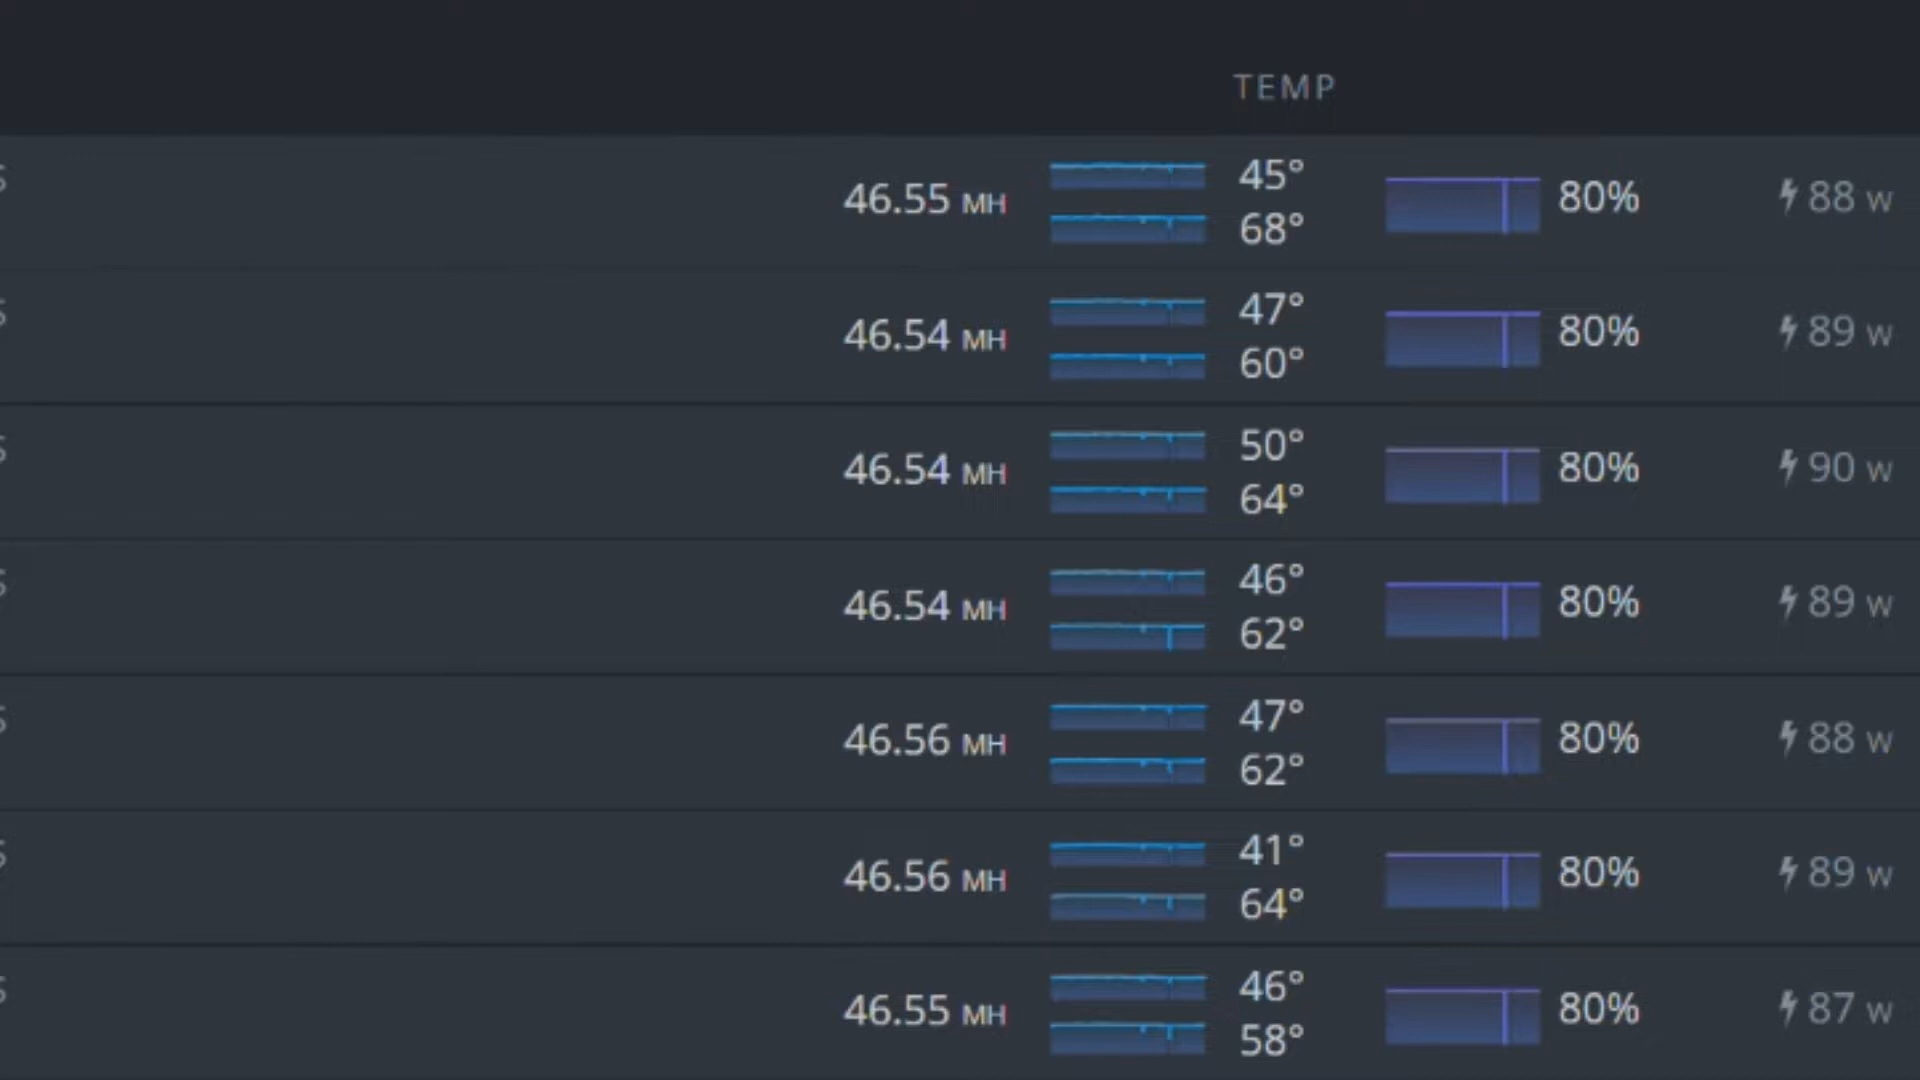 TEMP
46.55 MH 45° 68° 80% 88 W
46.54 MH 47° 60° 80% 89 W
46.54 MH 50° 64° 80% 90 W
46.54 MH 46° 62° 80% 89 W
46.56 MH 47° 62° 80% 88 W
46.56 MH 41° 64° 80% 89 W
46.55 MH 46° 58° 80% 87 W